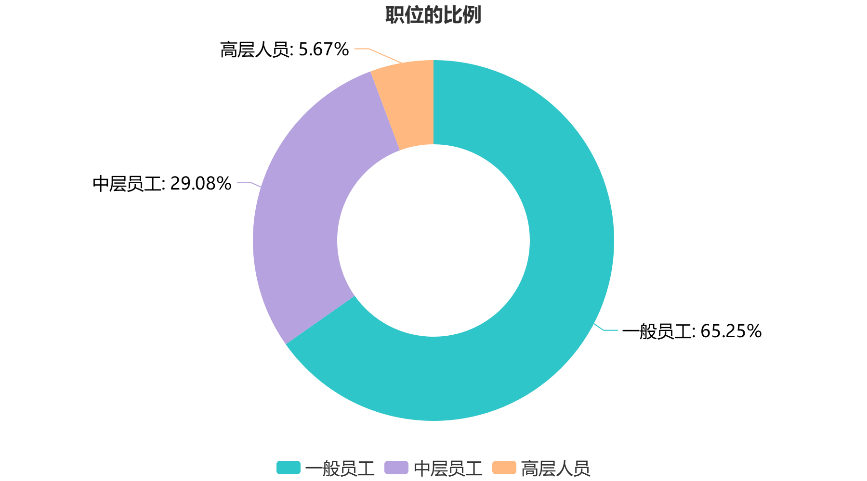 职位的比例
高层人员: 5.67%
中层员工: 29.08%
一般员工: 65.25%
一般员工 中层员工 高层人员